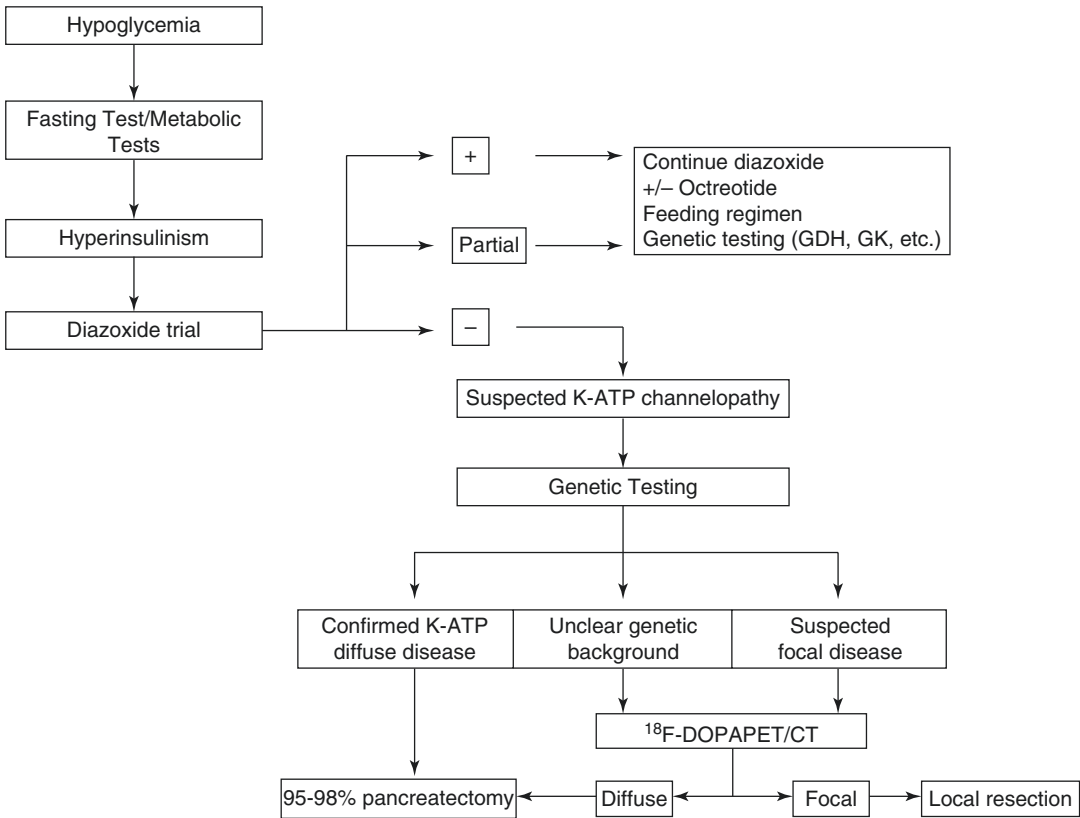 Hypoglycemia
Fasting Test/Metabolic
Tests
Hyperinsulinism
Diazoxide trial
+
Partial
–
Continue diazoxide
+/– Octreotide
Feeding regimen
Genetic testing (GDH, GK, etc.)
Suspected K-ATP channelopathy
Genetic Testing
Confirmed K-ATP
diffuse disease
Unclear genetic
background
Suspected
focal disease
¹⁸F-DOPAPET/CT
95-98% pancreatectomy
Diffuse
Focal
Local resection